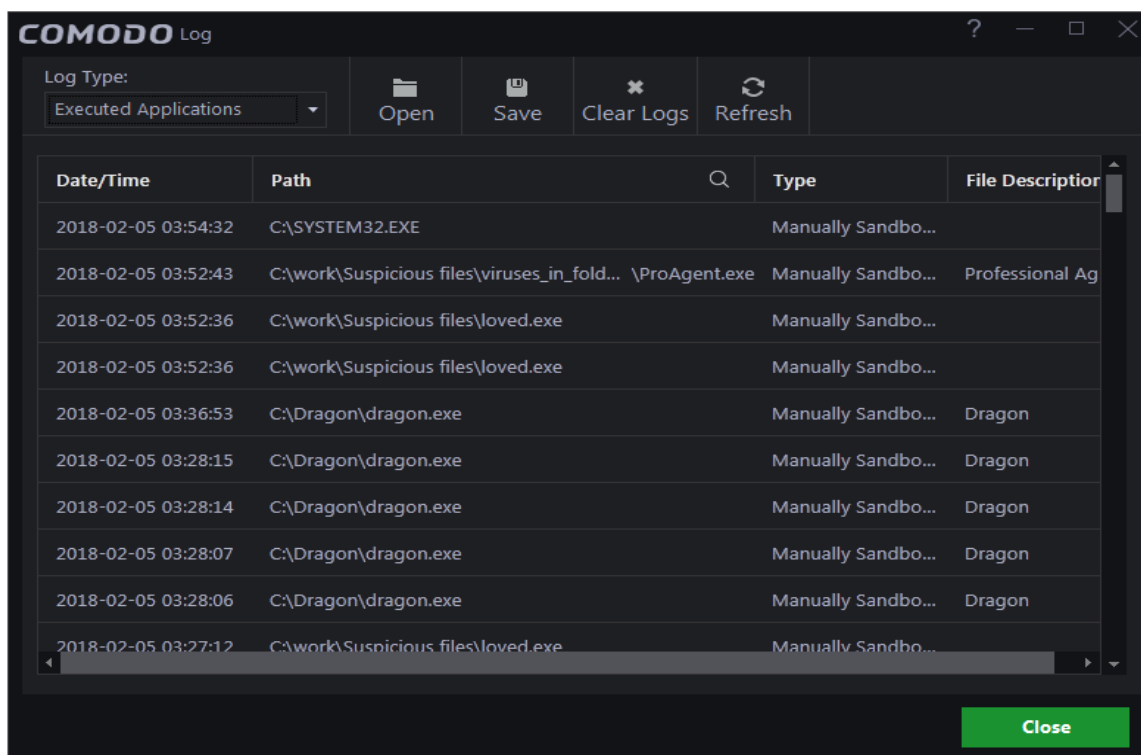 COMODO Log ?
Log Type:
Executed Applications
Open Save Clear Logs Refresh
Date/Time Path Type File Description
2018-02-05 03:54:32 C:\SYSTEM32.EXE Manually Sandbo...
2018-02-05 03:52:43 C:\work\Suspicious files\viruses_in_fold... \ProAgent.exe Manually Sandbo... Professional Ag
2018-02-05 03:52:36 C:\work\Suspicious files\loved.exe Manually Sandbo...
2018-02-05 03:52:36 C:\work\Suspicious files\loved.exe Manually Sandbo...
2018-02-05 03:36:53 C:\Dragon\dragon.exe Manually Sandbo... Dragon
2018-02-05 03:28:15 C:\Dragon\dragon.exe Manually Sandbo... Dragon
2018-02-05 03:28:14 C:\Dragon\dragon.exe Manually Sandbo... Dragon
2018-02-05 03:28:07 C:\Dragon\dragon.exe Manually Sandbo... Dragon
2018-02-05 03:28:06 C:\Dragon\dragon.exe Manually Sandbo... Dragon
2018-02-05 03:27:12 C:\work\Suspicious files\loved.exe Manually Sandbo...
Close